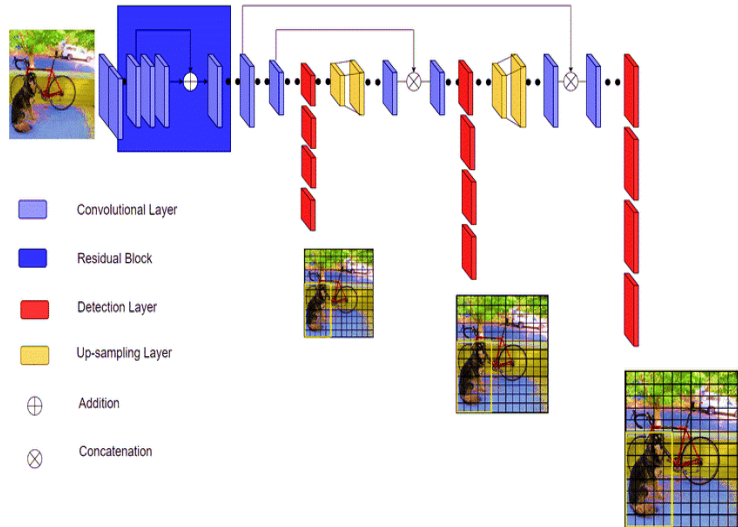 Convolutional Layer
Residual Block
Detection Layer
Up-sampling Layer
Addition
Concatenation